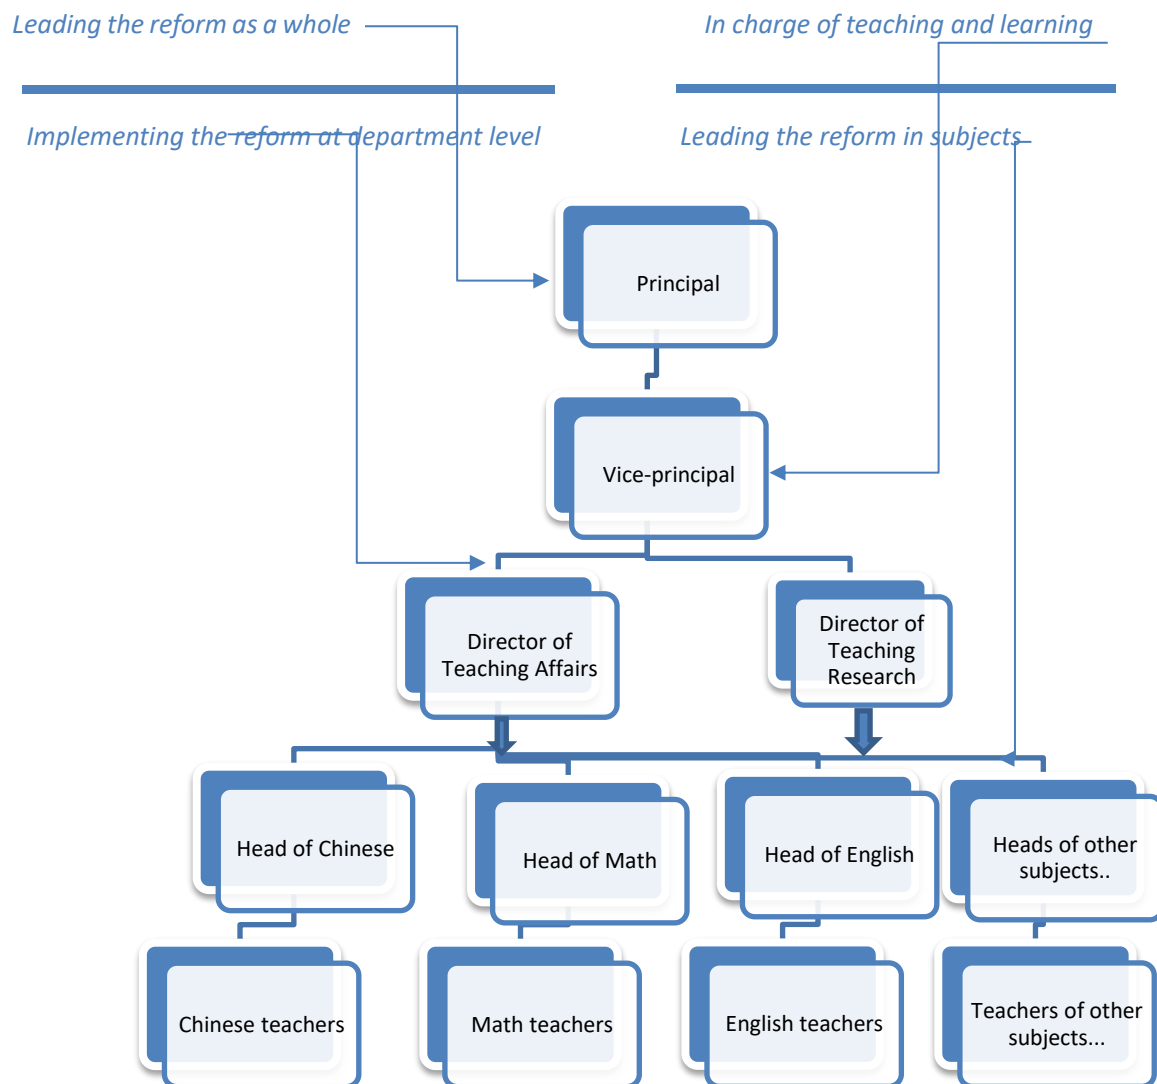 Leading the reform as a whole
In charge of teaching and learning
Implementing the reform at department level
Leading the reform in subjects
Principal
Vice-principal
Director of
Teaching Affairs
Director of
Teaching
Research
Head of Chinese
Head of Math
Head of English
Heads of other
subjects..
Chinese teachers
Math teachers
English teachers
Teachers of other
subjects...